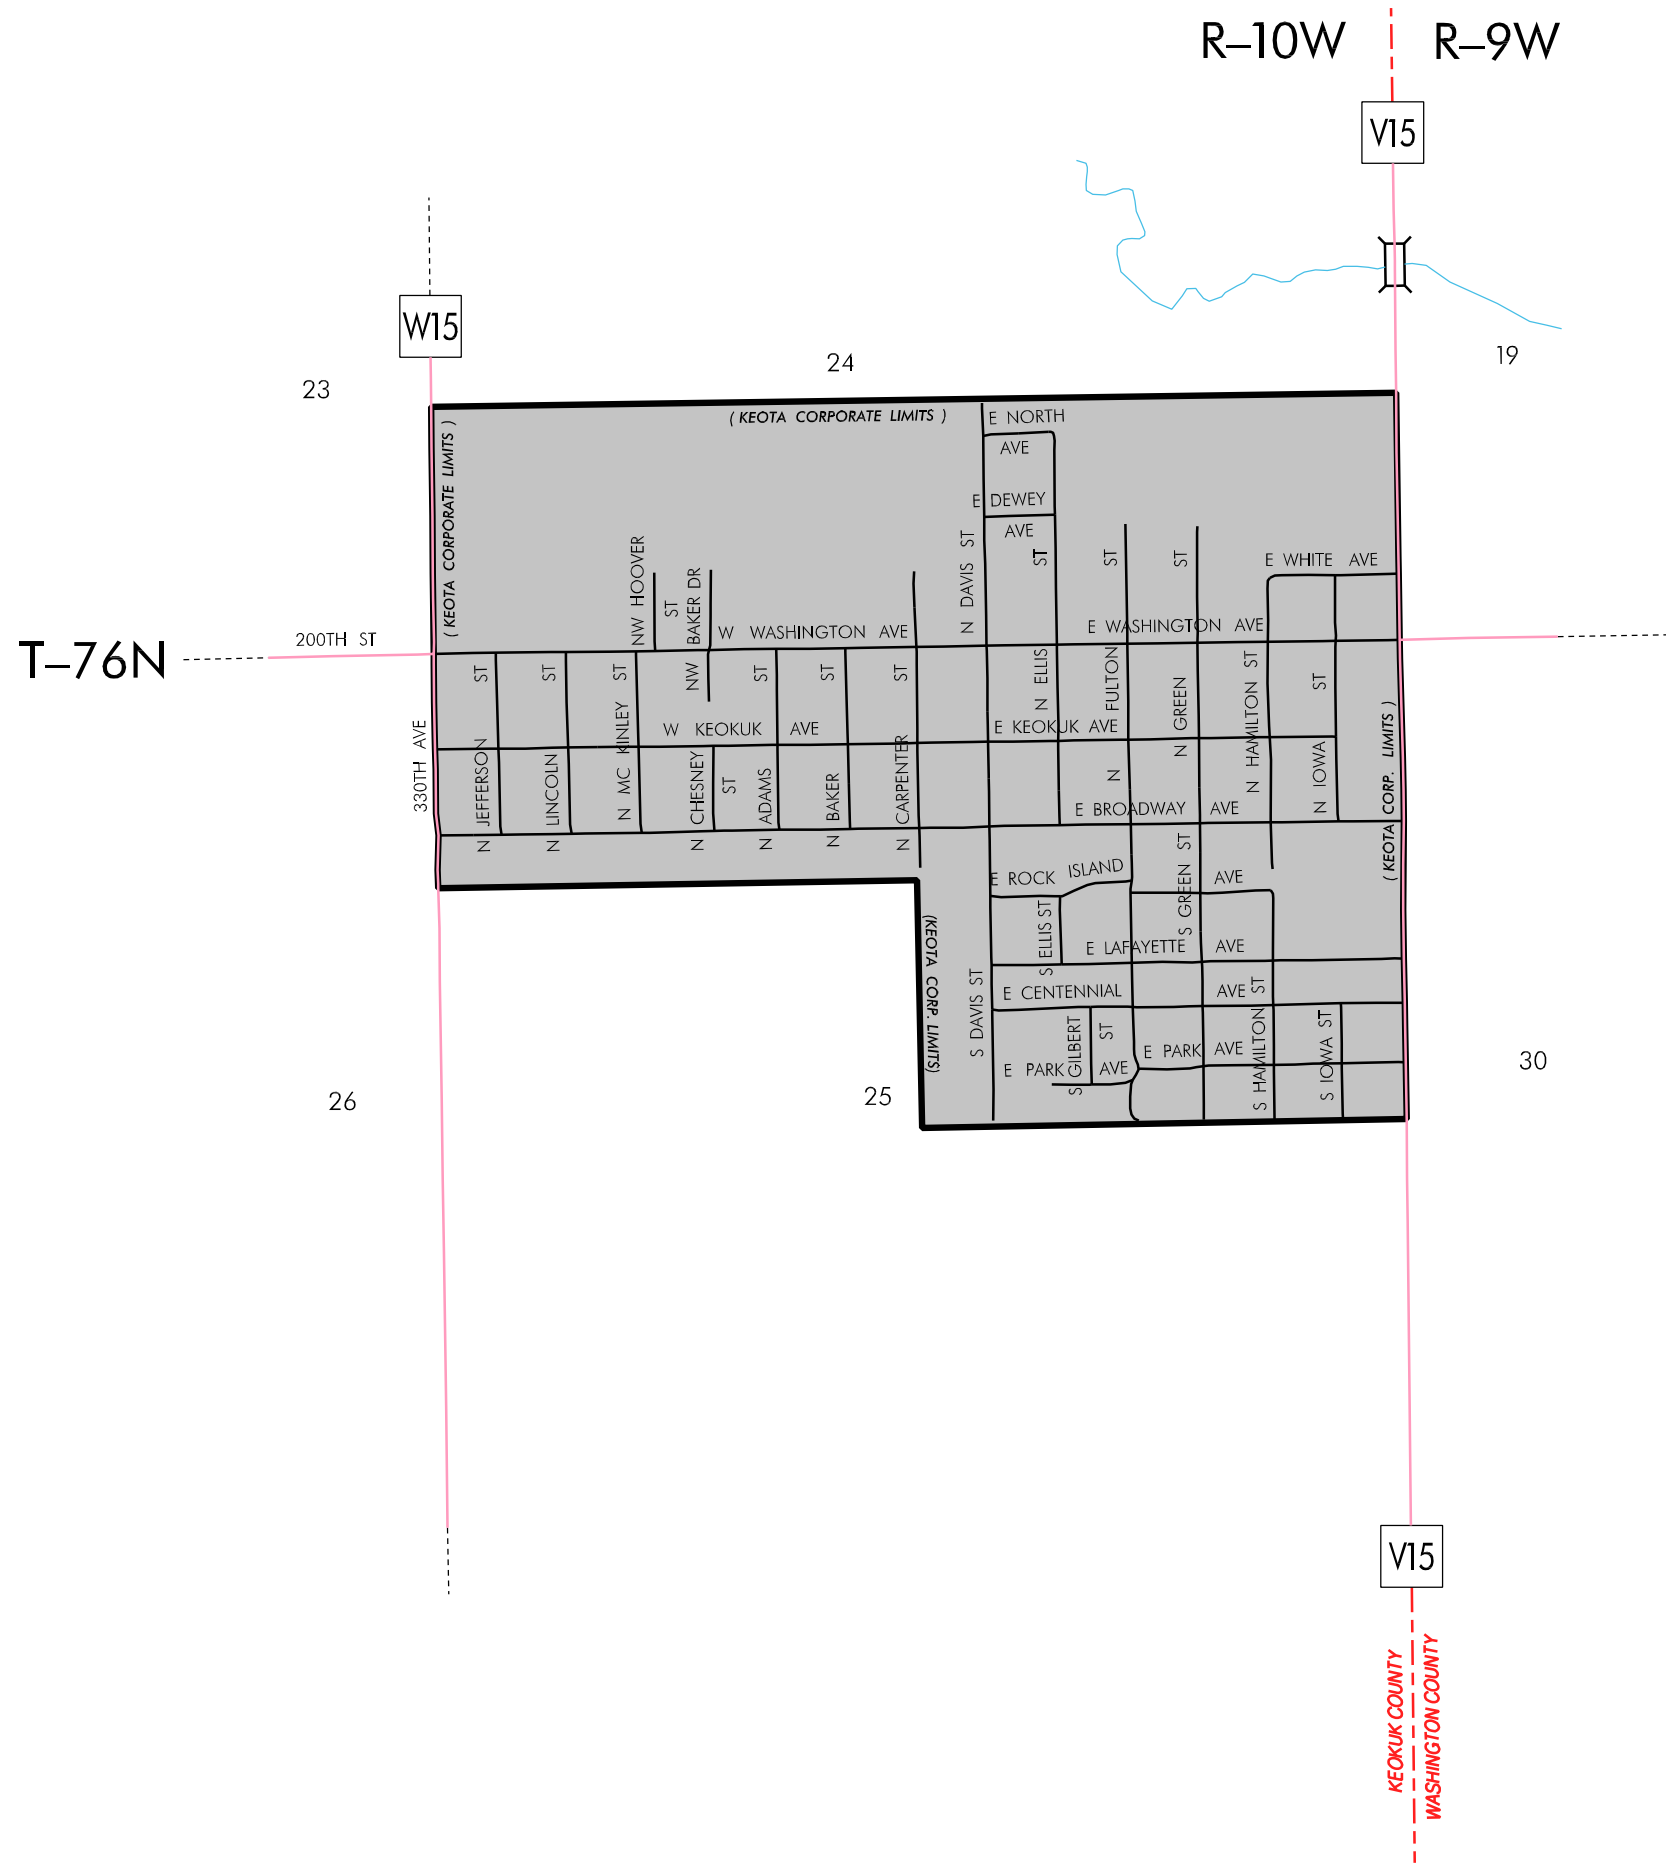 R–10W
R–9W
V15
W15
19
24
23
( KEOTA CORPORATE LIMITS )
E NORTH AVE
( KEOTA CORPORATE LIMITS )
E DEWEY AVE
N DAVIS ST
NW HOOVER ST
NW BAKER DR
E WHITE AVE
W WASHINGTON AVE
E WASHINGTON AVE
200TH ST
T–76N
330TH AVE
N JEFFERSON ST
N LINCOLN ST
N MC KINLEY ST
N CHESNEY ST
N ADAMS ST
N BAKER ST
N CARPENTER ST
N ELLIS ST
N FULTON ST
N GREEN ST
N HAMILTON ST
N IOWA ST
W KEOKUK AVE
E KEOKUK AVE
E BROADWAY AVE
( KEOTA CORP. LIMITS )
E ROCK ISLAND AVE
S GREEN ST
S ELLIS ST
E LAFAYETTE AVE
(KEOTA CORP. LIMITS)
S DAVIS ST
E CENTENNIAL AVE
S GILBERT ST
S HAMILTON ST
S IOWA ST
E PARK AVE
E PARK AVE
26
25
30
V15
KEOKUK COUNTY
WASHINGTON COUNTY